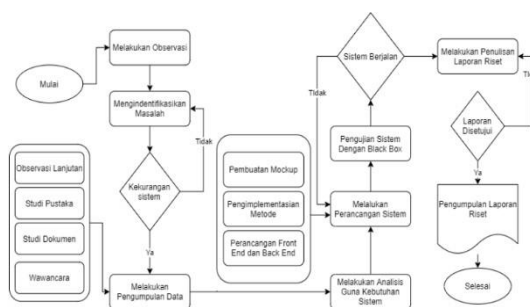 Mulai
Melakukan Observasi
Mengindentifikasikan
Masalah
Tidak
Kekurangan
sistem
Ya
Observasi Lanjutan
Studi Pustaka
Studi Dokumen
Wawancara
Melakukan
Pengumpulan Data
Pembuatan Mockup
Pengimplementasian
Metode
Perancangan Front
End dan Back End
Melakukan Analisis
Guna Kebutuhan
Sistem
Melalukan
Perancangan Sistem
Pengujian Sistem
Dengan Black Box
Sistem Berjalan
Tidak
Melakukan Penulisan
Laporan Riset
Laporan
Disetujui
Ya
Pengumpulan Laporan
Riset
Selesai